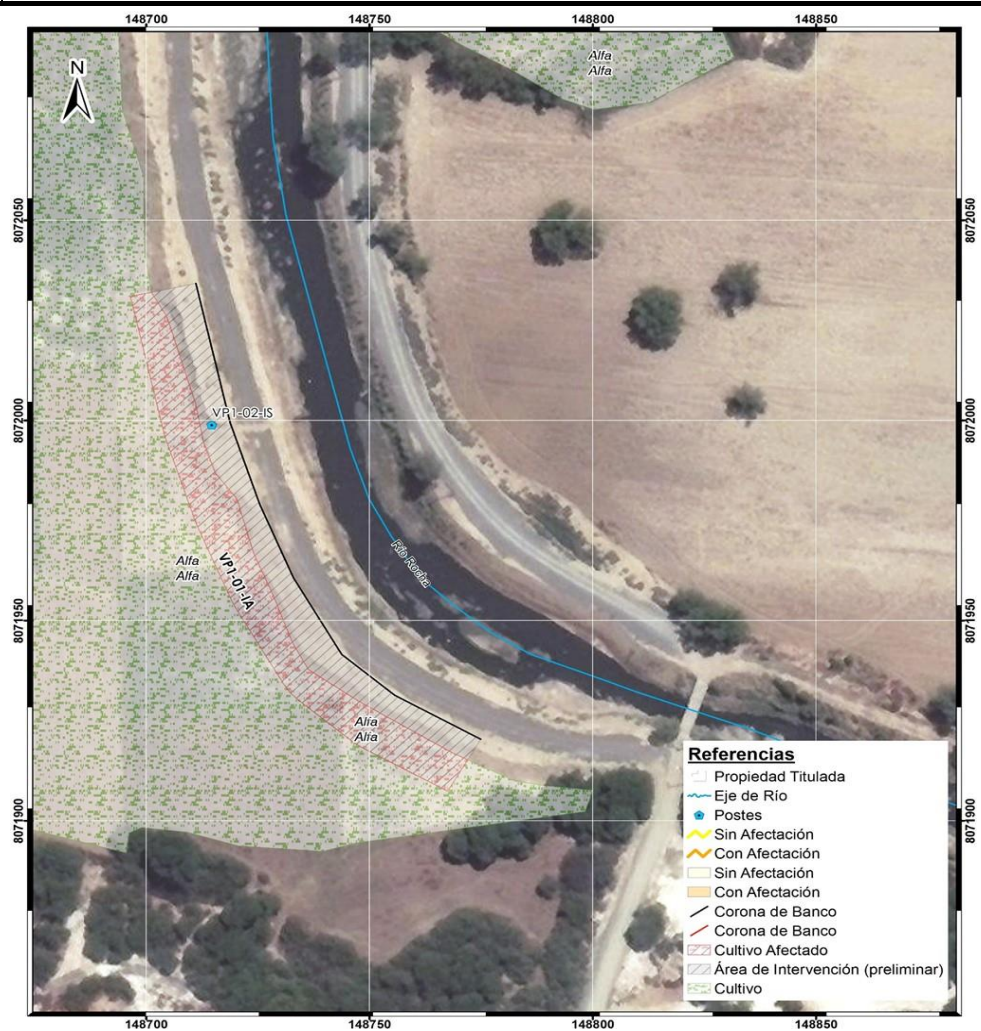 148700
148750
148800
148850
N
Alfa
Alfa
8072050
8072050
VP1-02-IS
8072000
8072000
Río Rocha
Alfa
Alfa
VP1-01-IA
8071950
8071950
Alfa
Alfa
Referencias
Propiedad Titulada
Eje de Río
Postes
Sin Afectación
Con Afectación
Sin Afectación
Con Afectación
Corona de Banco
Corona de Banco
Cultivo Afectado
Área de Intervención (preliminar)
Cultivo
8071900
8071900
148700
148750
148800
148850